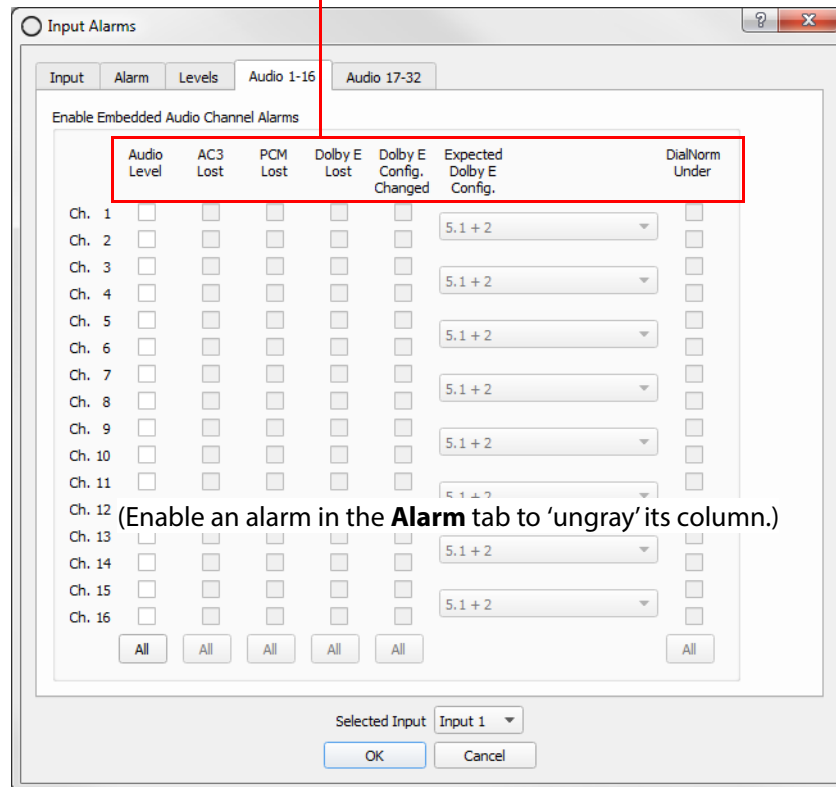 Input Alarms
Input Alarm Levels Audio 1-16 Audio 17-32
Enable Embedded Audio Channel Alarms
Audio Level AC3 Lost PCM Lost Dolby E Lost Dolby E Config. Changed Expected Dolby E Config. DialNorm Under
Ch. 1
5.1 + 2
Ch. 2
Ch. 3
5.1 + 2
Ch. 4
Ch. 5
5.1 + 2
Ch. 6
Ch. 7
5.1 + 2
Ch. 8
Ch. 9
5.1 + 2
Ch. 10
Ch. 11
5.1 + 2
Ch. 12
(Enable an alarm in the Alarm tab to ‘ungray’ its column.)
Ch. 13
5.1 + 2
Ch. 14
Ch. 15
5.1 + 2
Ch. 16
All All All All All All
Selected Input Input 1
OK Cancel